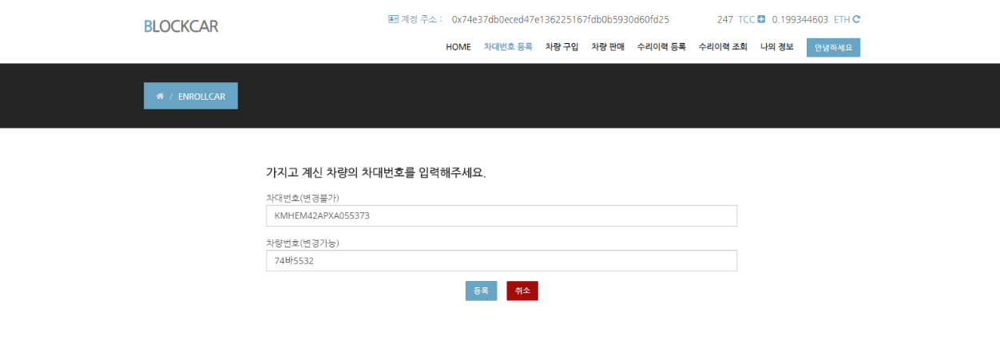 BLOCKCAR
계정 주소 : 0x74e37db0eced47e136225167fdb0b5930d60fd25 247 TCC 0.199344603 ETH
HOME 차대번호 등록 차량 구입 차량 판매 수리이력 등록 수리이력 조회 나의 정보 안녕하세요
/ ENROLLCAR
가지고 계신 차량의 차대번호를 입력해주세요.
차대번호(변경불가)
KMHEM42APXA055373
차량번호(변경가능)
74바5532
등록 취소